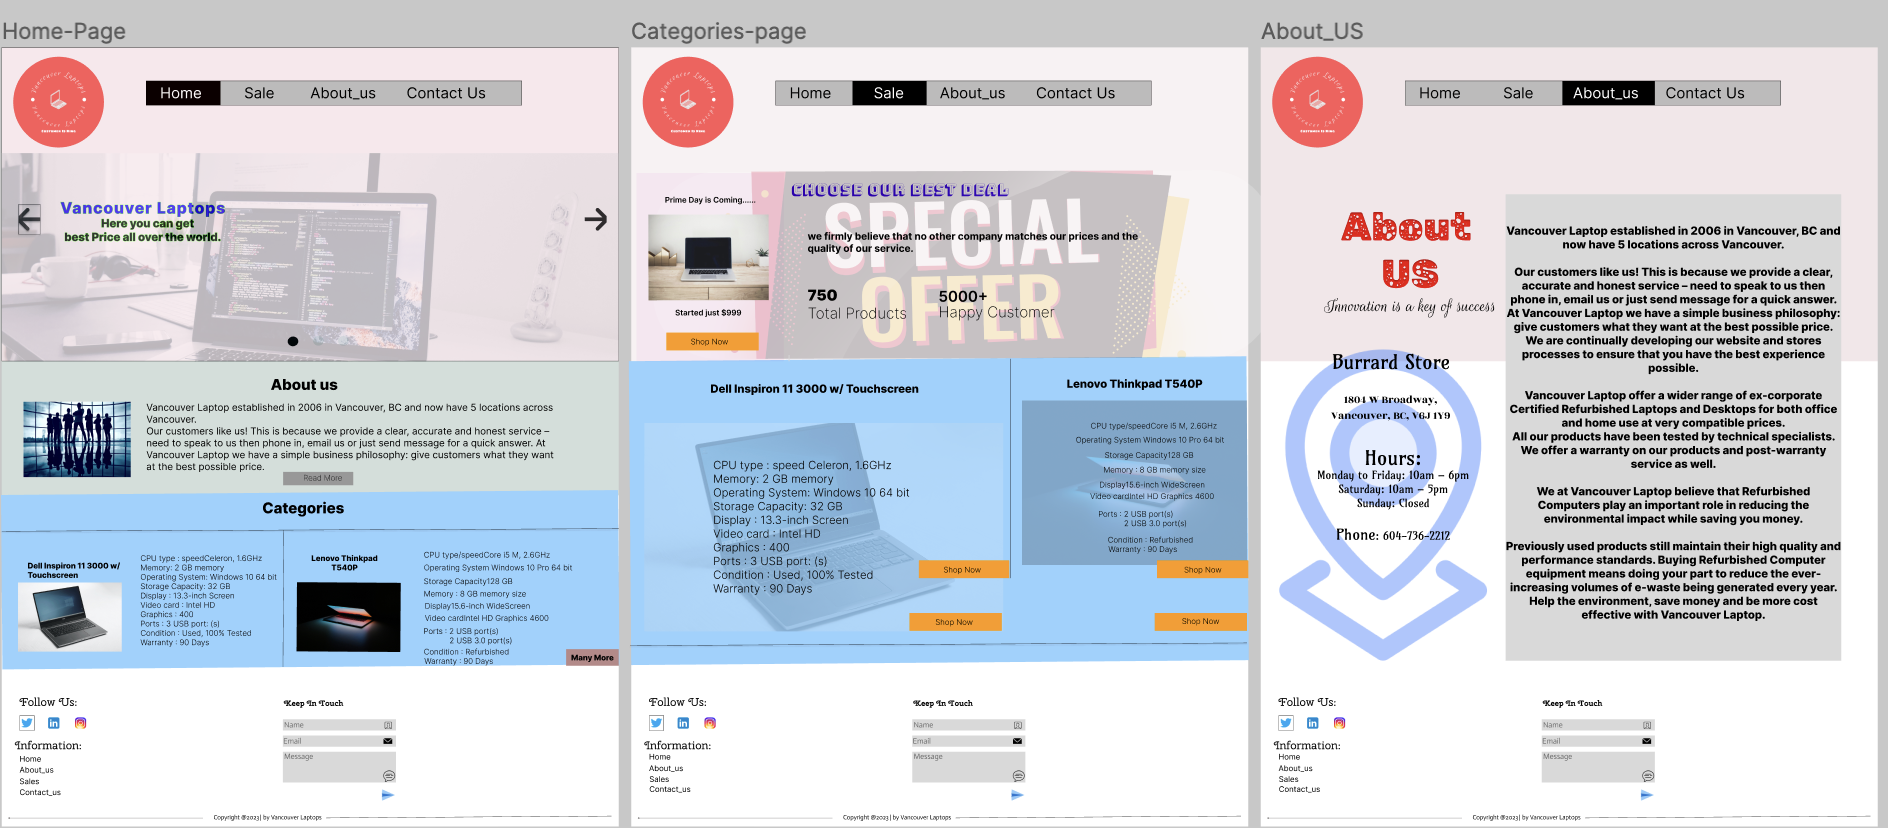 Home-Page
Vancouver Laptops
CUSTOMER IS KING
Home Sale About_us Contact Us
Vancouver Laptops
Here you can get
best Price all over the world.
About us
Vancouver Laptop established in 2006 in Vancouver, BC and now have 5 locations across
Vancouver.
Our customers like us! This is because we provide a clear, accurate and honest service –
need to speak to us then phone in, email us or just send message for a quick answer. At
Vancouver Laptop we have a simple business philosophy: give customers what they want
at the best possible price.
Read More
Categories
Dell Inspiron 11 3000 w/
Touchscreen
CPU type : speedCeleron, 1.6GHz
Memory: 2 GB memory
Operating System: Windows 10 64 bit
Storage Capacity: 32 GB
Display : 13.3-inch Screen
Video card : Intel HD
Graphics : 400
Ports : 3 USB port: (s)
Condition : Used, 100% Tested
Warranty : 90 Days
Lenovo Thinkpad
T540P
CPU type/speedCore i5 M, 2.6GHz
Operating System Windows 10 Pro 64 bit
Storage Capacity128 GB
Memory : 8 GB memory size
Display15.6-inch WideScreen
Video cardIntel HD Graphics 4600
Ports : 2 USB port(s)
2 USB 3.0 port(s)
Condition : Refurbished
Warranty : 90 Days
Many More
Follow Us:
Information:
Home
About_us
Sales
Contact_us
Keep In Touch
Name
Email
Message
Copyright @2023| by Vancouver Laptops
Categories-page
Vancouver Laptops
CUSTOMER IS KING
Home Sale About_us Contact Us
Prime Day is Coming......
Started just $999
Shop Now
CHOOSE OUR BEST DEAL
SPECIAL
OFFER
we firmly believe that no other company matches our prices and the
quality of our service.
750
Total Products
5000+
Happy Customer
Dell Inspiron 11 3000 w/ Touchscreen
CPU type : speed Celeron, 1.6GHz
Memory: 2 GB memory
Operating System: Windows 10 64 bit
Storage Capacity: 32 GB
Display : 13.3-inch Screen
Video card : Intel HD
Graphics : 400
Ports : 3 USB port: (s)
Condition : Used, 100% Tested
Warranty : 90 Days
Shop Now
Shop Now
Lenovo Thinkpad T540P
CPU type/speedCore i5 M, 2.6GHz
Operating System Windows 10 Pro 64 bit
Storage Capacity128 GB
Memory : 8 GB memory size
Display15.6-inch WideScreen
Video cardIntel HD Graphics 4600
Ports : 2 USB port(s)
2 USB 3.0 port(s)
Condition : Refurbished
Warranty : 90 Days
Shop Now
Shop Now
Follow Us:
Information:
Home
About_us
Sales
Contact_us
Keep In Touch
Name
Email
Message
Copyright @2023| by Vancouver Laptops
About_US
Vancouver Laptops
CUSTOMER IS KING
Home Sale About_us Contact Us
About
us
Innovation is a key of success
Burrard Store
1804 W Broadway,
Vancouver, BC, V6J 1Y9
Hours:
Monday to Friday: 10am – 6pm
Saturday: 10am – 5pm
Sunday: Closed
Phone: 604-736-2212
Vancouver Laptop established in 2006 in Vancouver, BC and
now have 5 locations across Vancouver.
Our customers like us! This is because we provide a clear,
accurate and honest service – need to speak to us then
phone in, email us or just send message for a quick answer.
At Vancouver Laptop we have a simple business philosophy:
give customers what they want at the best possible price.
We are continually developing our website and stores
processes to ensure that you have the best experience
possible.
Vancouver Laptop offer a wider range of ex-corporate
Certified Refurbished Laptops and Desktops for both office
and home use at very compatible prices.
All our products have been tested by technical specialists.
We offer a warranty on our products and post-warranty
service as well.
We at Vancouver Laptop believe that Refurbished
Computers play an important role in reducing the
environmental impact while saving you money.
Previously used products still maintain their high quality and
performance standards. Buying Refurbished Computer
equipment means doing your part to reduce the ever-
increasing volumes of e-waste being generated every year.
Help the environment, save money and be more cost
effective with Vancouver Laptop.
Follow Us:
Information:
Home
About_us
Sales
Contact_us
Keep In Touch
Name
Email
Message
Copyright @2023| by Vancouver Laptops